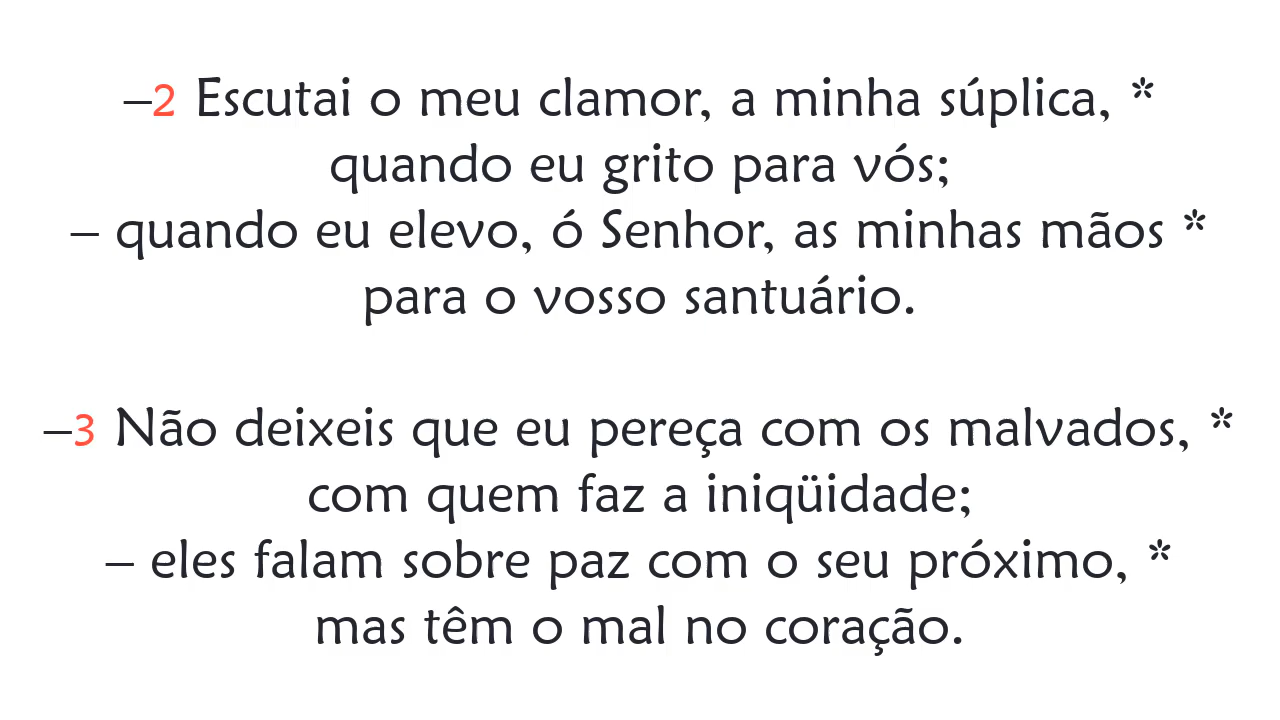 –2 Escutai o meu clamor, a minha súplica, *
quando eu grito para vós;
– quando eu elevo, ó Senhor, as minhas mãos *
para o vosso santuário.
–3 Não deixeis que eu pereça com os malvados, *
com quem faz a iniqüidade;
– eles falam sobre paz com o seu próximo, *
mas têm o mal no coração.